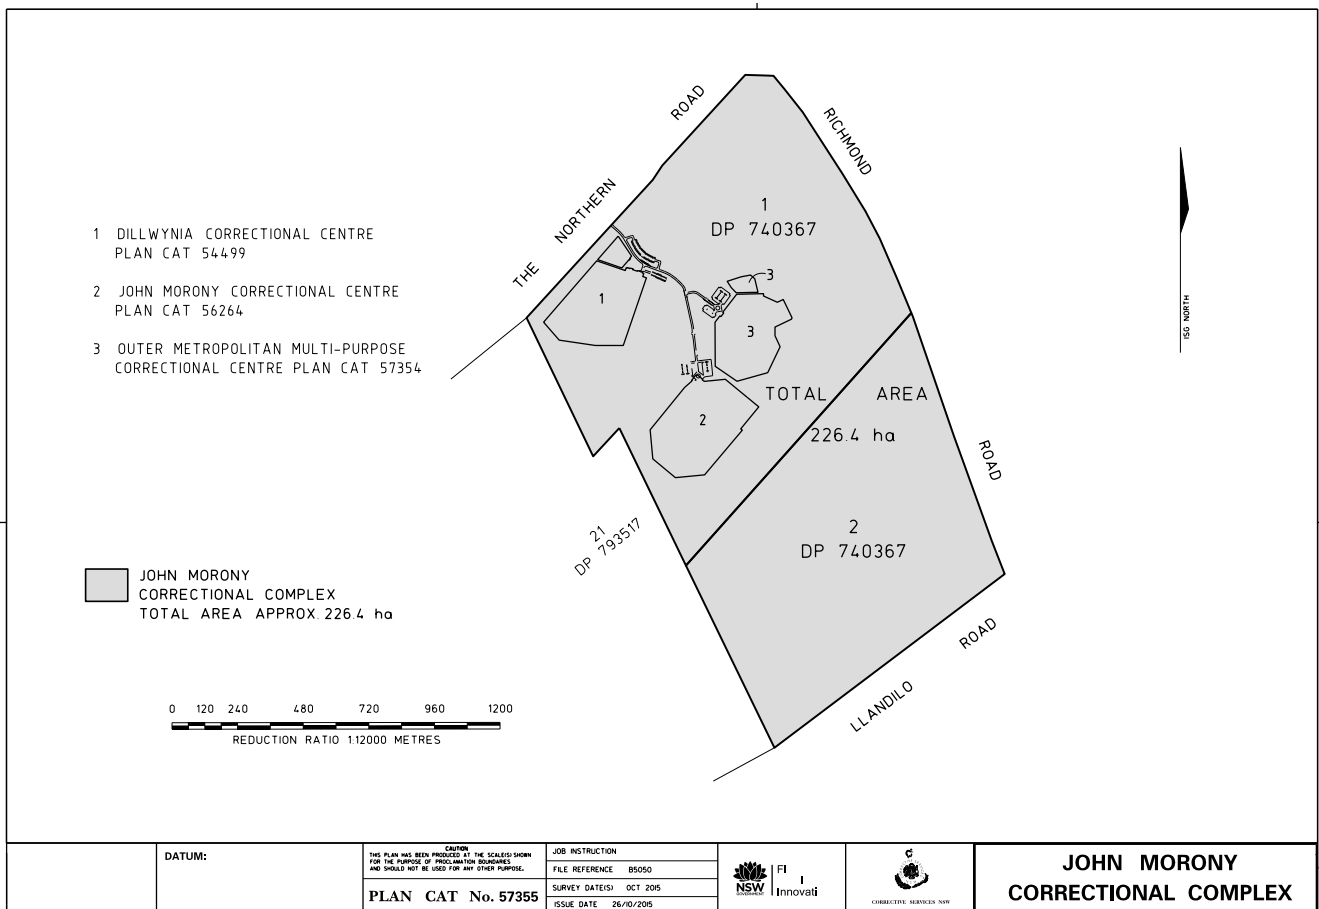 THE NORTHERN ROAD
RICHMOND ROAD
1
DP 740367
1 DILLWYNIA CORRECTIONAL CENTRE
PLAN CAT 54499
2 JOHN MORONY CORRECTIONAL CENTRE
PLAN CAT 56264
3 OUTER METROPOLITAN MULTI-PURPOSE
CORRECTIONAL CENTRE PLAN CAT 57354
3
1
3
2
TOTAL AREA
226.4 ha
ISG NORTH
21
DP 793517
2
DP 740367
JOHN MORONY
CORRECTIONAL COMPLEX
TOTAL AREA APPROX. 226.4 ha
LLANDILO ROAD
0 120 240 480 720 960 1200
REDUCTION RATIO 1:12000 METRES
DATUM:
CAUTION
THIS PLAN HAS BEEN PRODUCED AT THE SCALE(S) SHOWN
FOR THE PURPOSE OF PROCLAMATION BOUNDARIES
AND SHOULD NOT BE USED FOR ANY OTHER PURPOSE.
PLAN CAT No. 57355
JOB INSTRUCTION
FILE REFERENCE B5050
SURVEY DATE(S) OCT 2015
ISSUE DATE 26/10/2015
NSW
GOVERNMENT
FI
I
Innovati
CORRECTIVE SERVICES NSW
JOHN MORONY
CORRECTIONAL COMPLEX